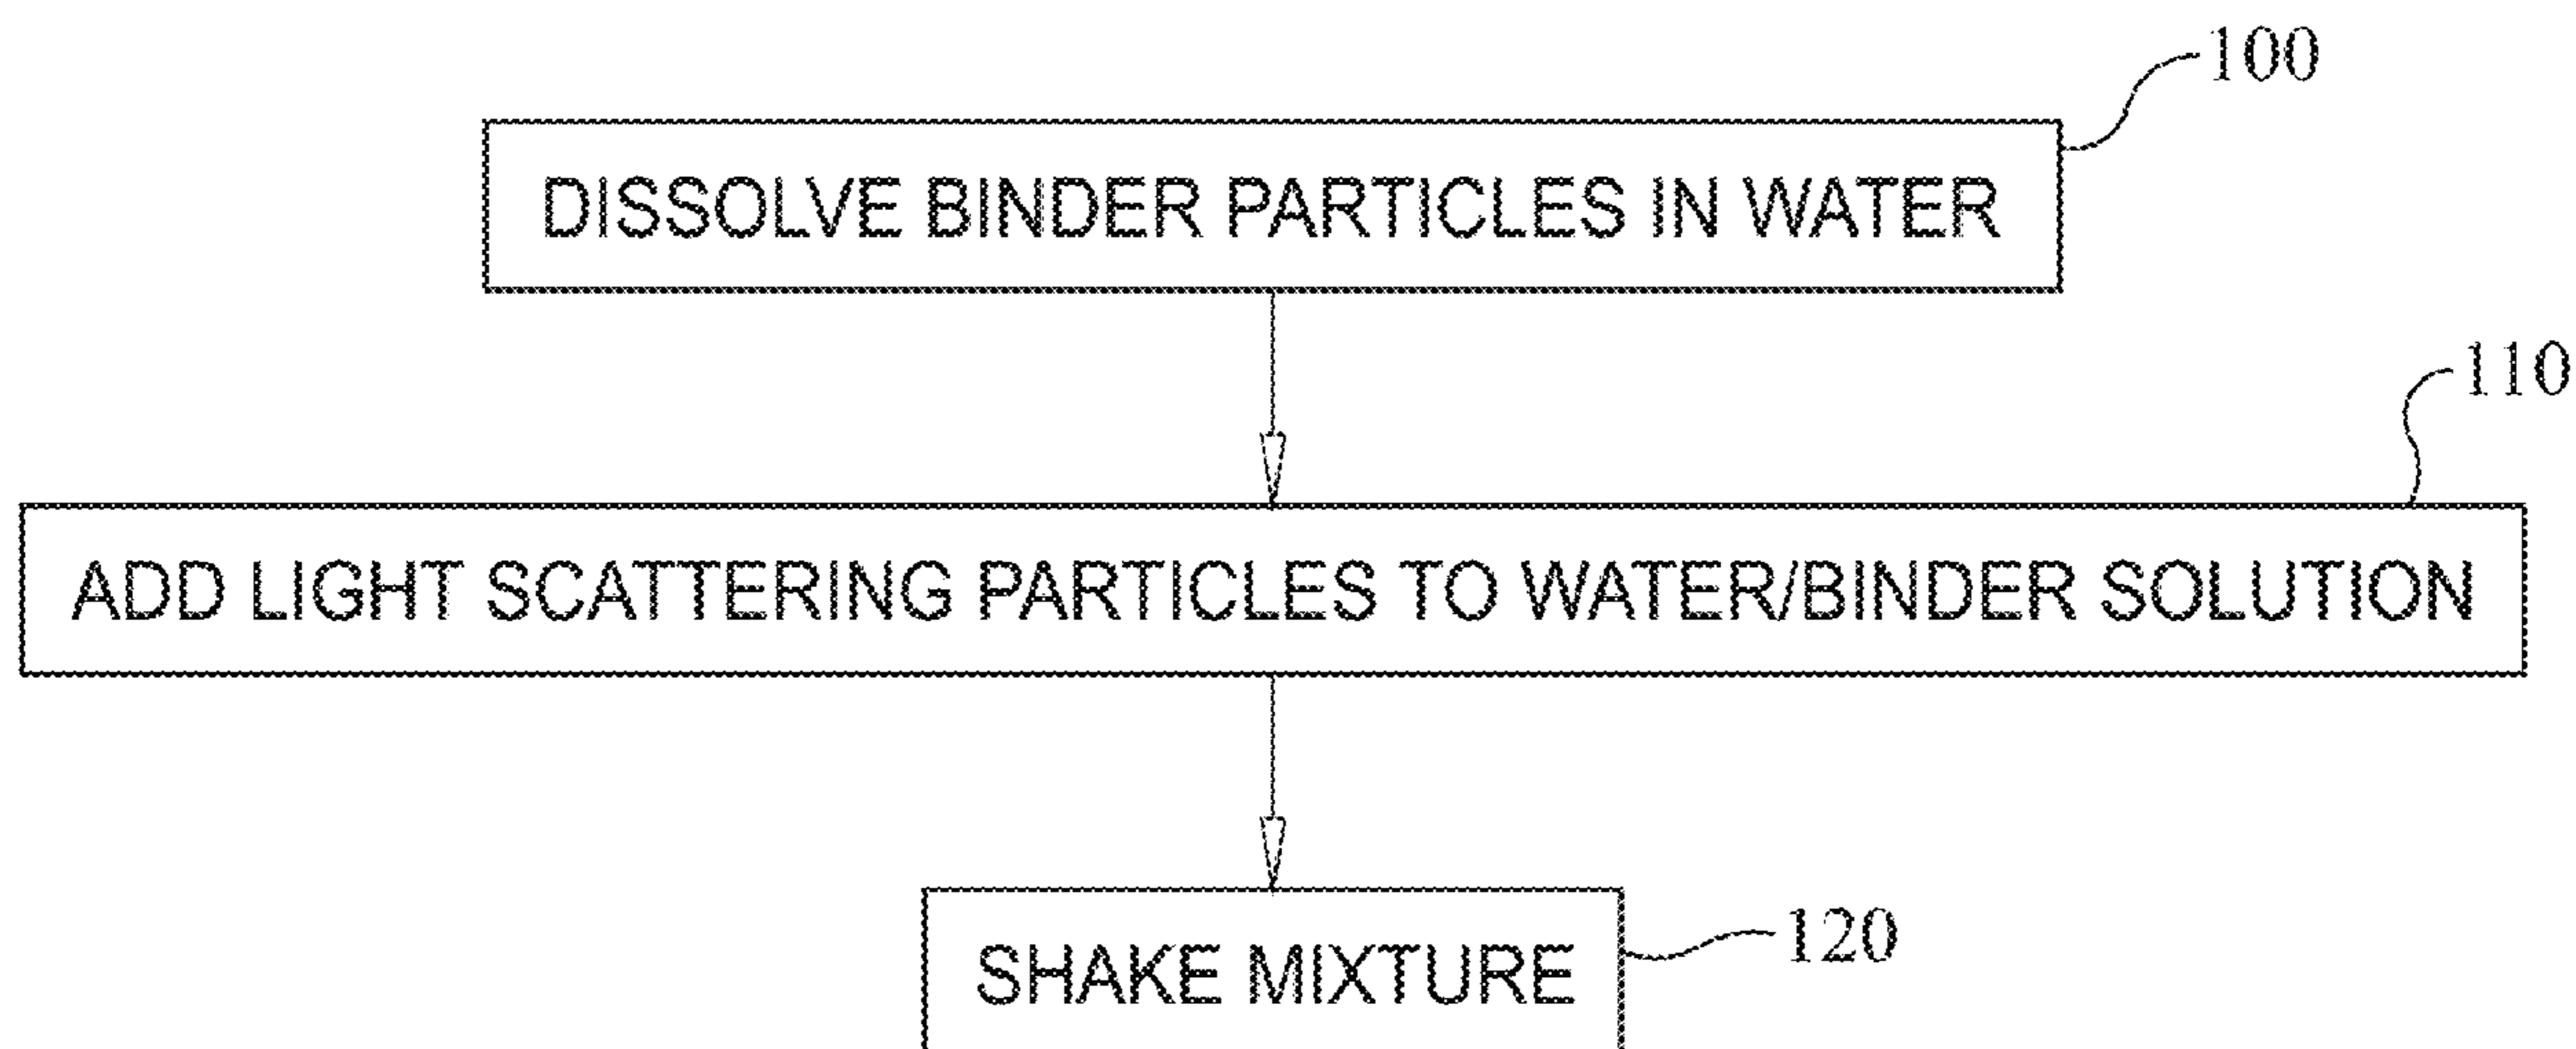 100
DISSOLVE BINDER PARTICLES IN WATER
110
ADD LIGHT SCATTERING PARTICLES TO WATER/BINDER SOLUTION
120
SHAKE MIXTURE